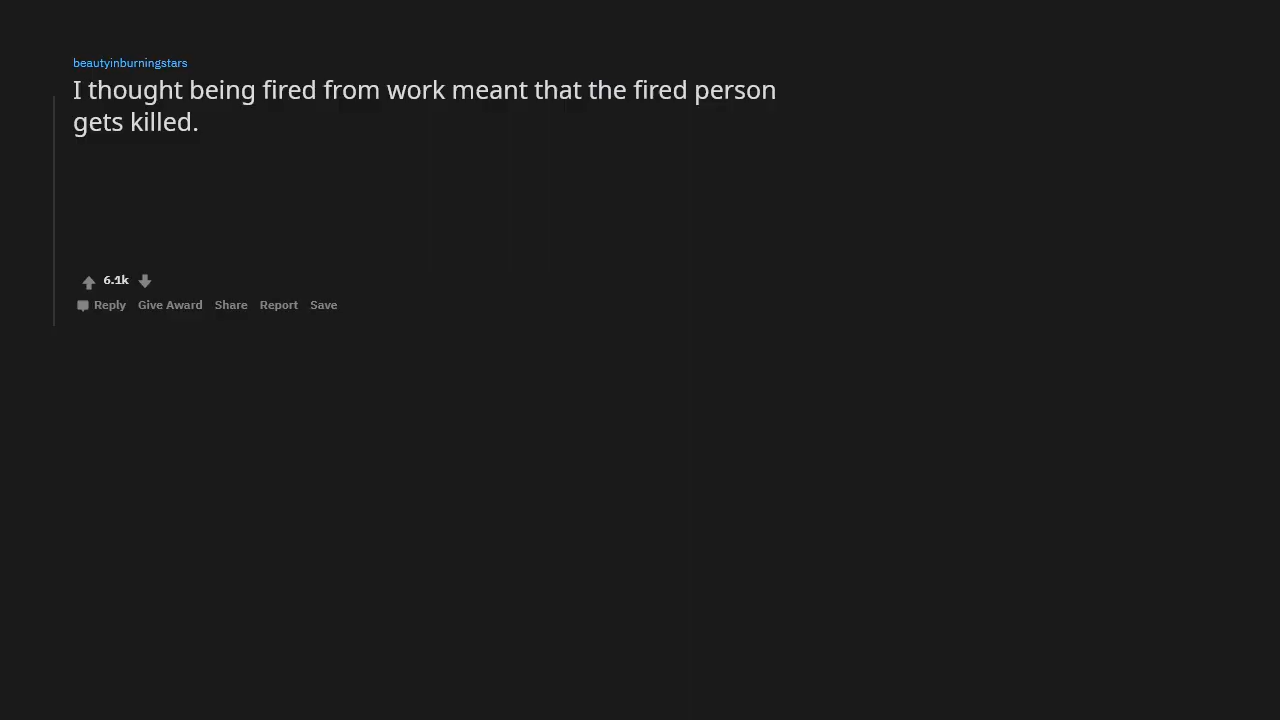 beautyinburningstars
I thought being fired from work meant that the fired person
gets killed.
6.1k
Reply Give Award Share Report Save